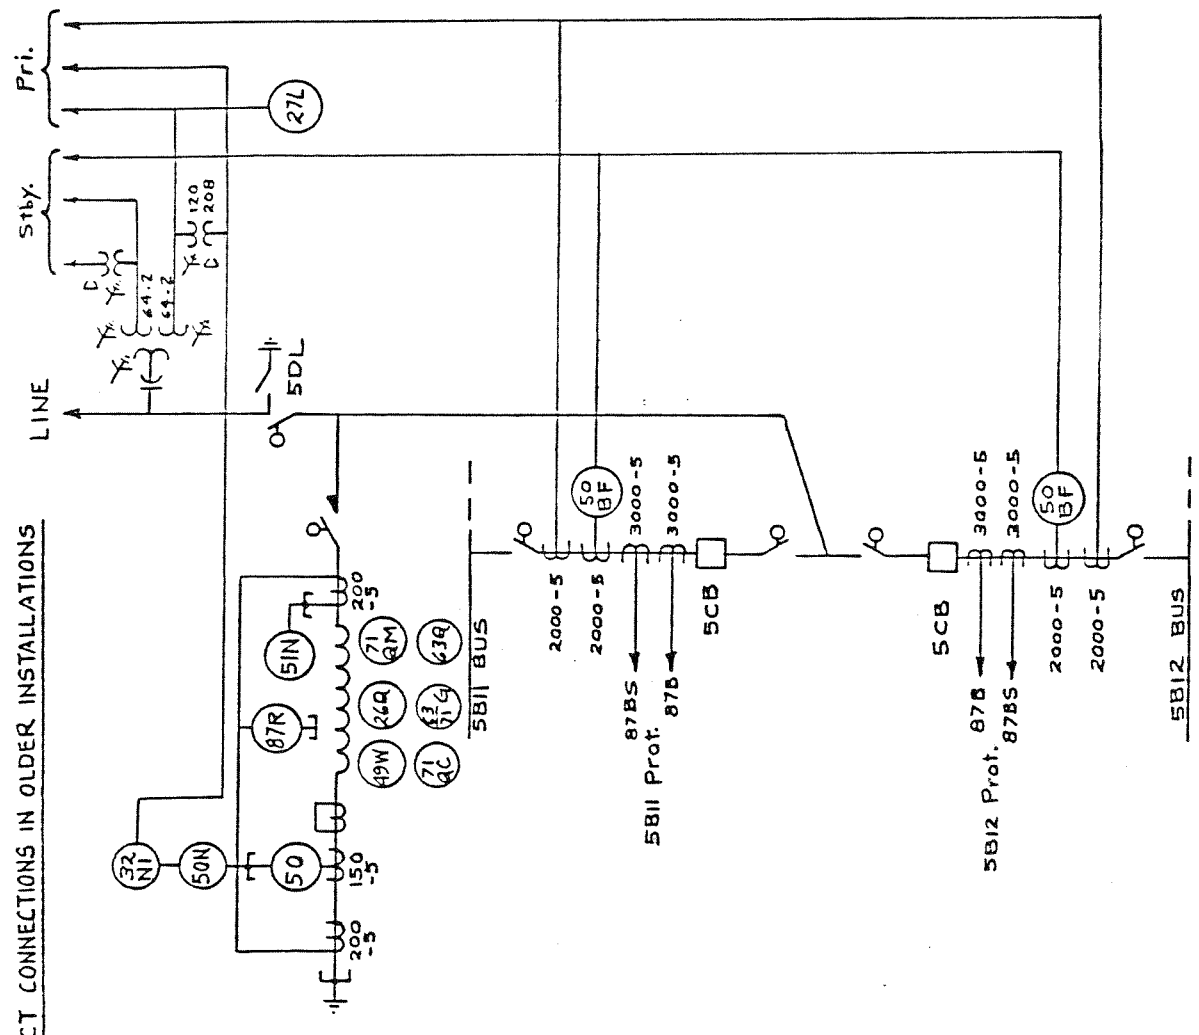 CT CONNECTIONS IN OLDER INSTALLATIONS
Pri.
Stby.
27L
120
208
64-2
64-2
LINE
5DL
32
N1
50N
50
150
-5
200
-5
87R
51N
200
-5
49W
26Q
71
QM
71
QC
63
71G
63Q
5B11 BUS
2000-5
2000-5
50
BF
3000-5
3000-5
87BS
87B
5B11 Prot.
5CB
5CB
3000-5
3000-5
87B
87BS
5B12 Prot.
50
BF
2000-5
2000-5
5B12 BUS